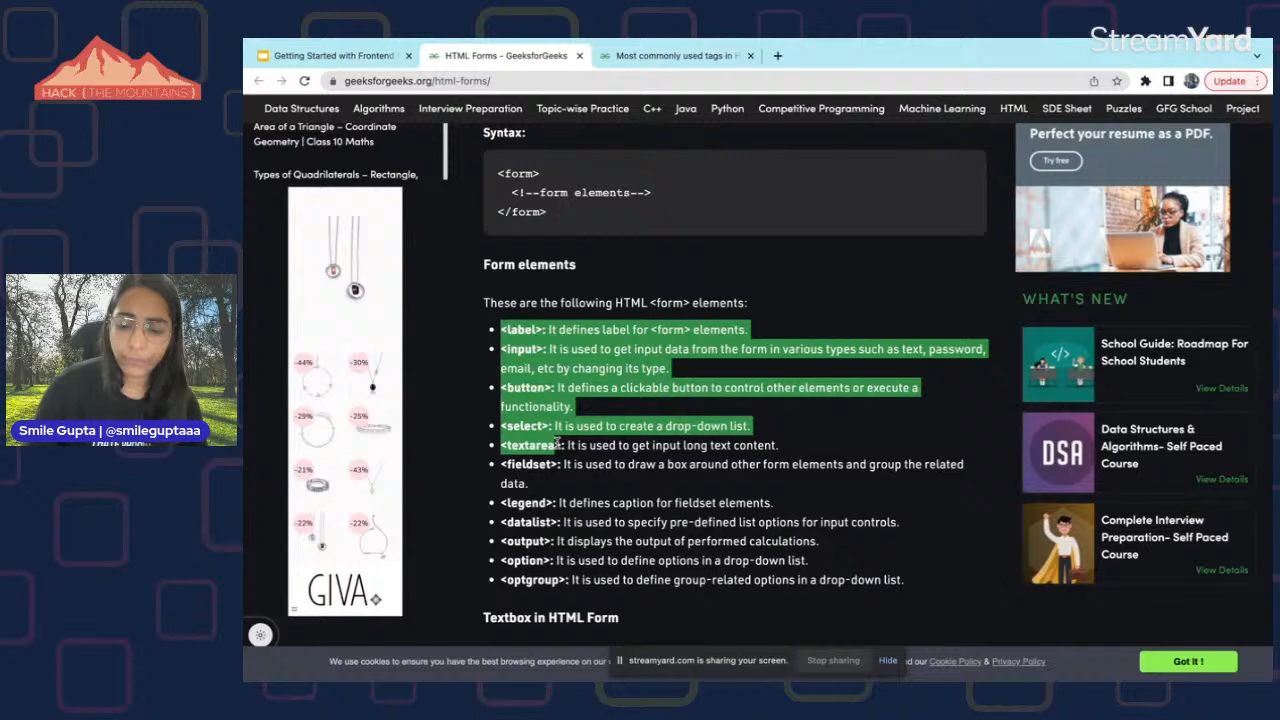 StreamYard
HACK {THE MOUNTAINS}
Getting Started with Frontend
HTML Forms - GeeksforGeeks
Most commonly used tags in H
geeksforgeeks.org/html-forms/
Update
Data Structures
Algorithms
Interview Preparation
Topic-wise Practice
C++
Java
Python
Competitive Programming
Machine Learning
HTML
SDE Sheet
Puzzles
GFG School
Project
Area of a Triangle – Coordinate
Geometry | Class 10 Maths
Types of Quadrilaterals – Rectangle,
-44%
-30%
-29%
-25%
-21%
-43%
-22%
-22%
GIVA
Syntax:
<form>
<!--form elements-->
</form>
Form elements
These are the following HTML <form> elements:
<label>: It defines label for <form> elements.
<input>: It is used to get input data from the form in various types such as text, password,
email, etc by changing its type.
<button>: It defines a clickable button to control other elements or execute a
functionality.
<select>: It is used to create a drop-down list.
<textarea>: It is used to get input long text content.
<fieldset>: It is used to draw a box around other form elements and group the related
data.
<legend>: It defines caption for fieldset elements.
<datalist>: It is used to specify pre-defined list options for input controls.
<output>: It displays the output of performed calculations.
<option>: It is used to define options in a drop-down list.
<optgroup>: It is used to define group-related options in a drop-down list.
Textbox in HTML Form
Perfect your resume as a PDF.
Try free
WHAT'S NEW
School Guide: Roadmap For
School Students
View Details
DSA
Data Structures &
Algorithms- Self Paced
Course
View Details
Complete Interview
Preparation- Self Paced
Course
View Details
Smile Gupta | @smileguptaaa
We use cookies to ensure you have the best browsing experience on our
streamyard.com is sharing your screen.
Stop sharing
Hide
our Cookie Policy & Privacy Policy
Got It !